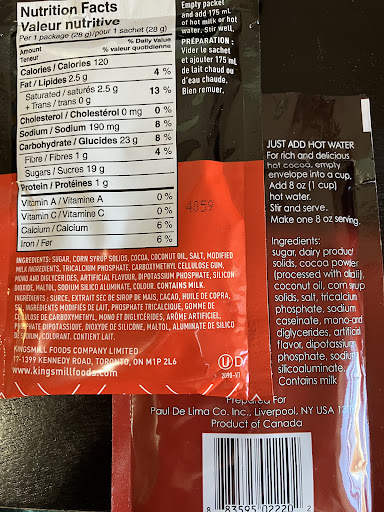 Nutrition Facts
Valeur nutritive
Per 1 package (28 g)/pour 1 sachet (28 g)
Amount % Daily Value
Teneur % valeur quotidienne
Calories / Calories 120
Fat / Lipides 2.5 g 4 %
Saturated / saturés 2.5 g
+ Trans / trans 0 g 13 %
Cholesterol / Cholestérol 0 mg 0 %
Sodium / Sodium 190 mg 8 %
Carbohydrate / Glucides 23 g 8 %
Fibre / Fibres 1 g 4 %
Sugars / Sucres 19 g
Protein / Protéines 1 g
Vitamin A / Vitamine A 0 %
Vitamin C / Vitamine C 0 %
Calcium / Calcium 6 %
Iron / Fer 6 %
Empty packet
and add 175 mL
of hot milk or hot
water. Stir well.
PRÉPARATION :
Vider le sachet
et ajouter 175 mL
de lait chaud ou
d'eau chaude.
Bien remuer.
4059
INGREDIENTS: SUGAR, CORN SYRUP SOLIDS, COCOA, COCONUT OIL, SALT, MODIFIED
MILK INGREDIENTS, TRICALCIUM PHOSPHATE, CARBOXYMETHYL CELLULOSE GUM,
MONO AND DIGLYCERIDES, ARTIFICIAL FLAVOUR, DIPOTASSIUM PHOSPHATE, SILICON
DIOXIDE, MALTOL, SODIUM SILICO ALUMINATE, COLOUR. CONTAINS MILK.
INGRÉDIENTS : SUCRE, EXTRAIT SEC DE SIROP DE MAIS, CACAO, HUILE DE COPRA,
SEL, INGRÉDIENTS MODIFIÉS DE LAIT, PHOSPHATE TRICALCIQUE, GOMME DE
CELLULOSE DE CARBOXYMETHYL, MONO ET DIGLYCÉRIDES, ARÔME ARTIFICIEL,
PHOSPHATE DIPOTASSIQUE, DIOXYDE DE SILICONE, MALTOL, ALUMINATE DE SILICO
DE SODIUM, COLORANT. CONTIENT LAIT.
KINGSMILL FOODS COMPANY LIMITED
17-1399 KENNEDY ROAD, TORONTO, ON M1P 2L6
www.kingsmillfoods.com
U D
2090-V1
JUST ADD HOT WATER
For rich and delicious
hot cocoa, empty
envelope into a cup.
Add 8 oz (1 cup)
hot water.
Stir and serve.
Make one 8 oz serving.
Ingredients:
sugar, dairy product
solids, cocoa powder
(processed with alkali),
coconut oil, corn syrup
solids, salt, tricalcium
phosphate, sodium
caseinate, mono-and
diglycerides, artificial
flavor, dipotassium
phosphate, sodium
silicoaluminate.
Contains milk
Prepared For
Paul De Lima Co. Inc., Liverpool, NY USA
Product of Canada
8 83595 02220 2